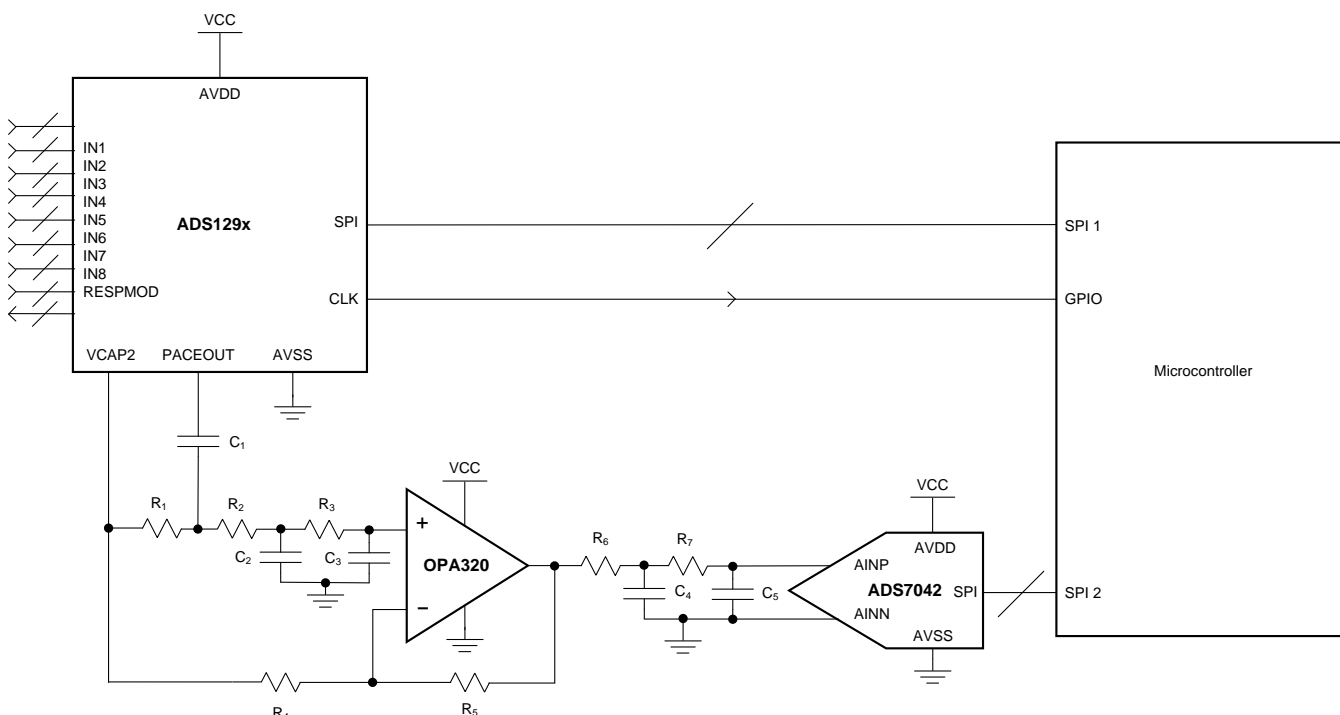 VCC
AVDD
IN1
IN2
IN3
IN4
IN5
IN6
IN7
IN8
RESPMOD
ADS129x
SPI
CLK
VCAP2 PACEOUT AVSS
SPI 1
GPIO
Microcontroller
SPI 2
C1
R1 R2 R3
C2 C3
VCC
+
OPA320
−
R6 R7
C4 C5
VCC
AVDD
AINP
ADS7042
SPI
AINN
AVSS
R4 R5